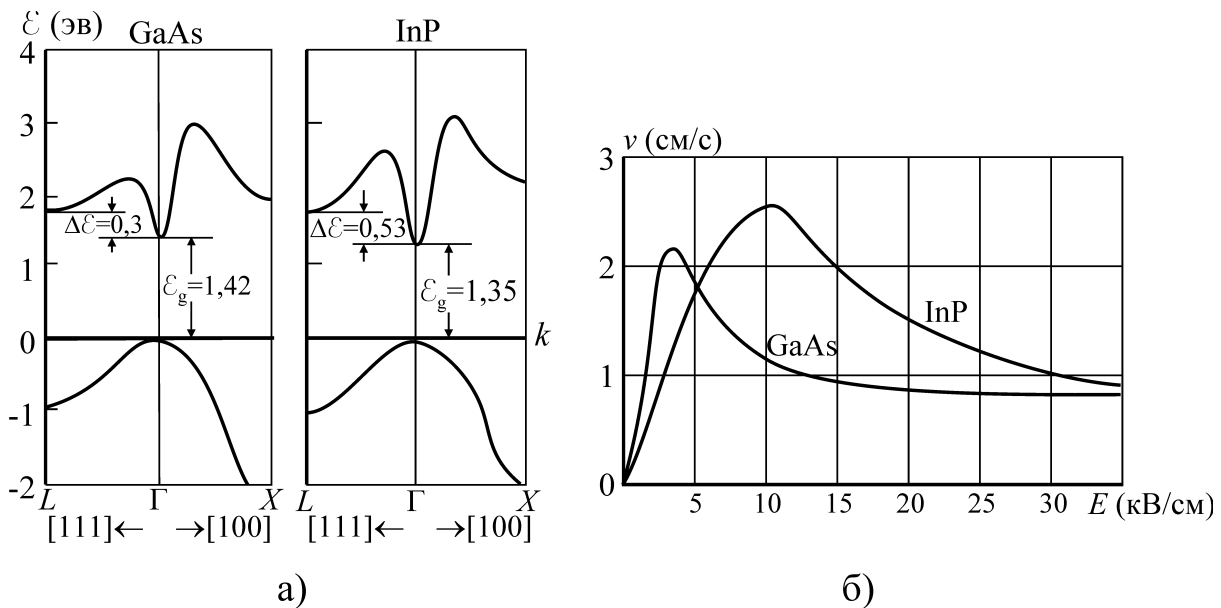 ℰ (эв)
GaAs
InP
4
3
2
1
0
-1
-2
Δℰ=0,3
ℰg=1,42
Δℰ=0,53
ℰg=1,35
k
L Γ X
[111]← →[100]
L Γ X
[111]← →[100]
а)
v (см/с)
3
2
1
0
InP
GaAs
5 10 15 20 25 30 E (кВ/см)
б)